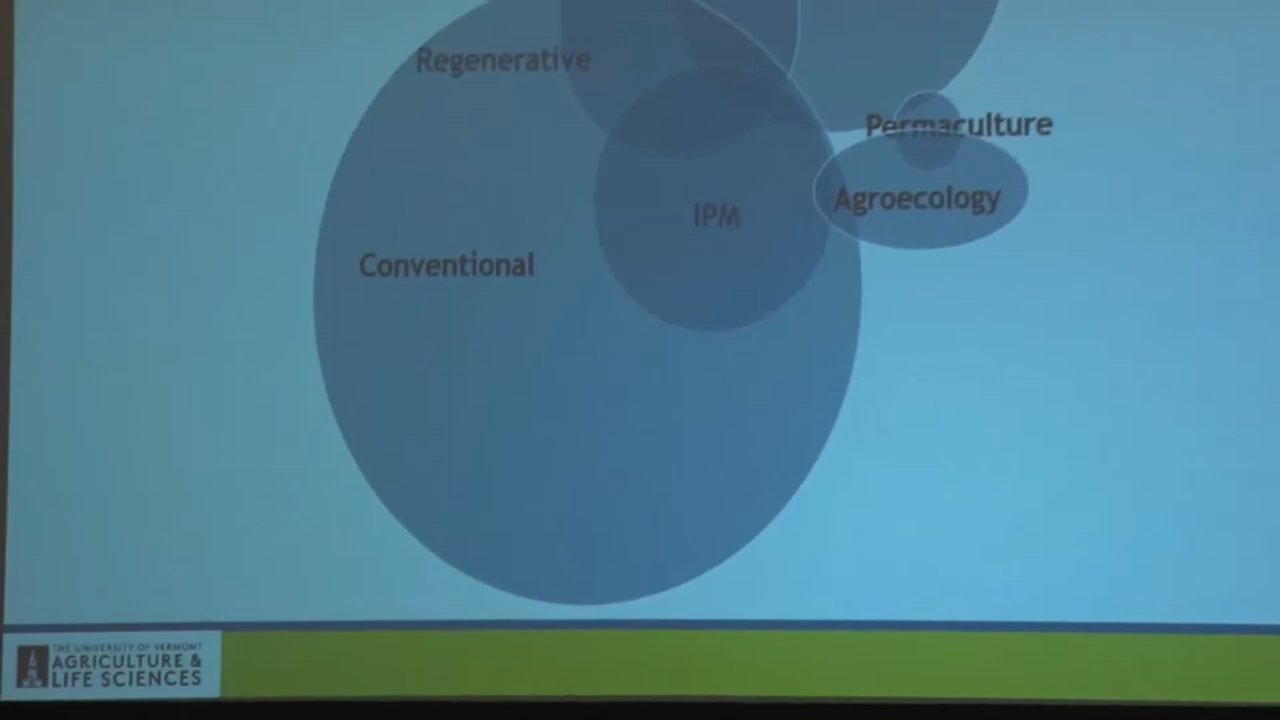 Regenerative
Permaculture
Agroecology
IPM
Conventional
THE UNIVERSITY OF VERMONT
AGRICULTURE &
LIFE SCIENCES